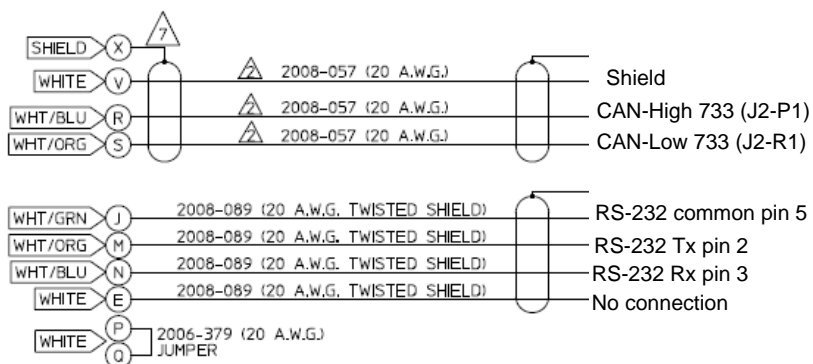 7
SHIELD X
WHITE V 2 2008-057 (20 A.W.G.) Shield
WHT/BLU R 2 2008-057 (20 A.W.G.) CAN-High 733 (J2-P1)
WHT/ORG S 2 2008-057 (20 A.W.G.) CAN-Low 733 (J2-R1)
WHT/GRN J 2008-089 (20 A.W.G. TWISTED SHIELD) RS-232 common pin 5
WHT/ORG M 2008-089 (20 A.W.G. TWISTED SHIELD) RS-232 Tx pin 2
WHT/BLU N 2008-089 (20 A.W.G. TWISTED SHIELD) RS-232 Rx pin 3
WHITE E 2008-089 (20 A.W.G. TWISTED SHIELD) No connection
WHITE P 2006-379 (20 A.W.G.)
Q JUMPER